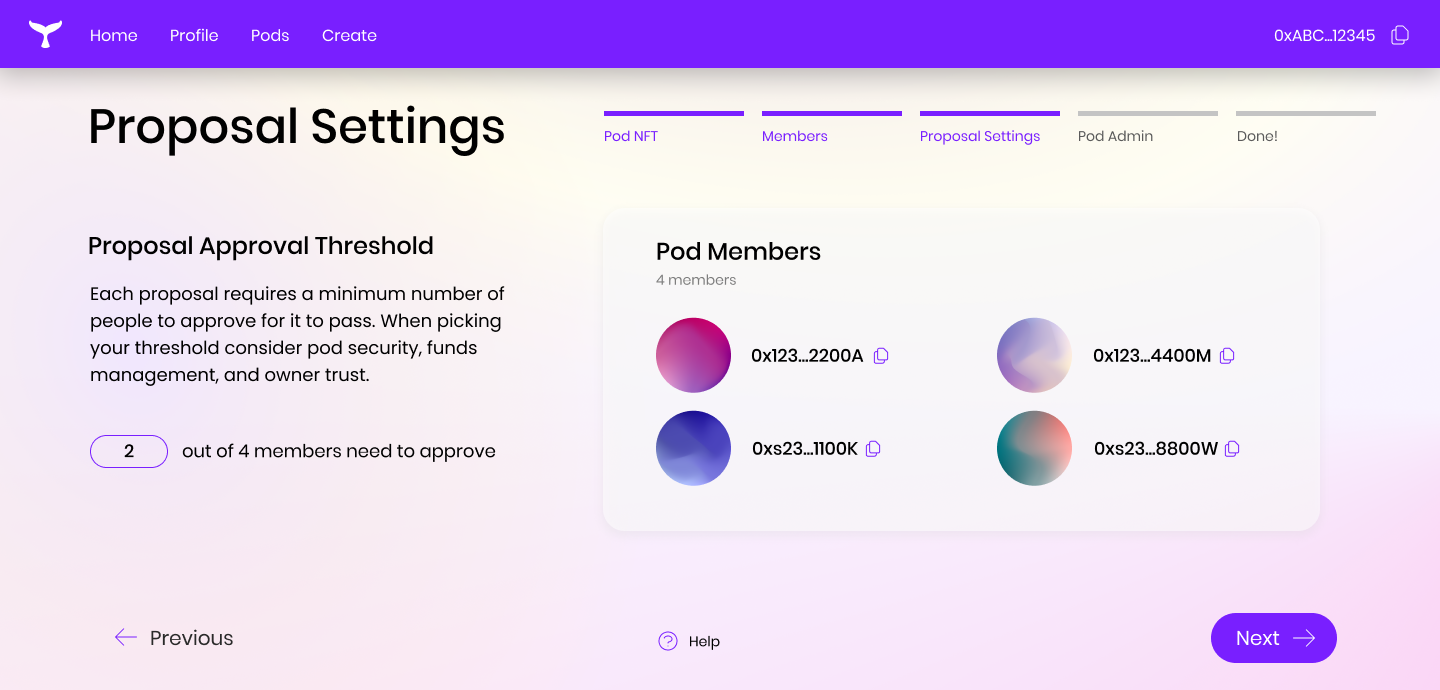 Home Profile Pods Create 0xABC...12345
Proposal Settings
Pod NFT Members Proposal Settings Pod Admin Done!
Proposal Approval Threshold
Each proposal requires a minimum number of
people to approve for it to pass. When picking
your threshold consider pod security, funds
management, and owner trust.
2 out of 4 members need to approve
Pod Members
4 members
0x123...2200A 0x123...4400M
0xs23...1100K 0xs23...8800W
Previous Help Next